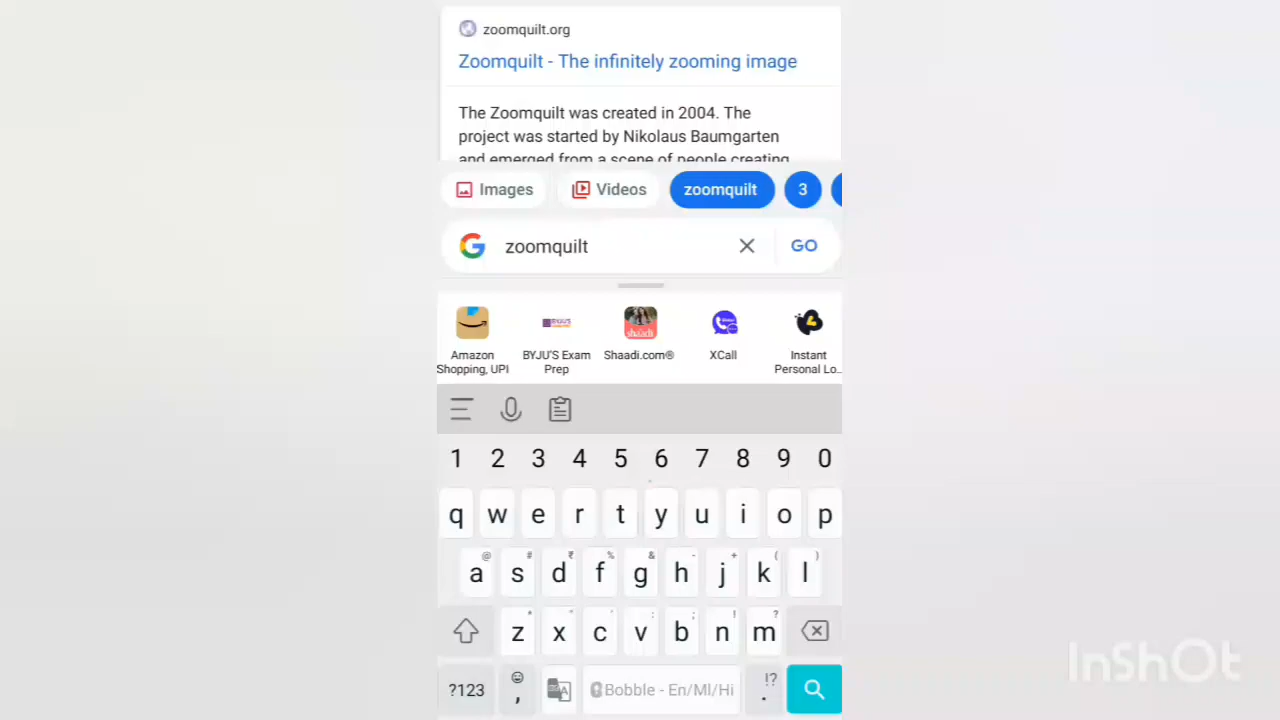 zoomquilt.org
Zoomquilt - The infinitely zooming image
The Zoomquilt was created in 2004. The
project was started by Nikolaus Baumgarten
and emerged from a scene of people creating
Images Videos zoomquilt 3
zoomquilt GO
Amazon Shopping, UPI
BYJU'S Exam Prep
Shaadi.com®
XCall
Instant Personal Lo..
1 2 3 4 5 6 7 8 9 0
q w e r t y u i o p
@ # ₹ % & - + ( )
a s d f g h j k l
* " ' : ; ! ?
z x c v b n m
?123 , Bobble - En/Ml/Hi !? .
InShOt